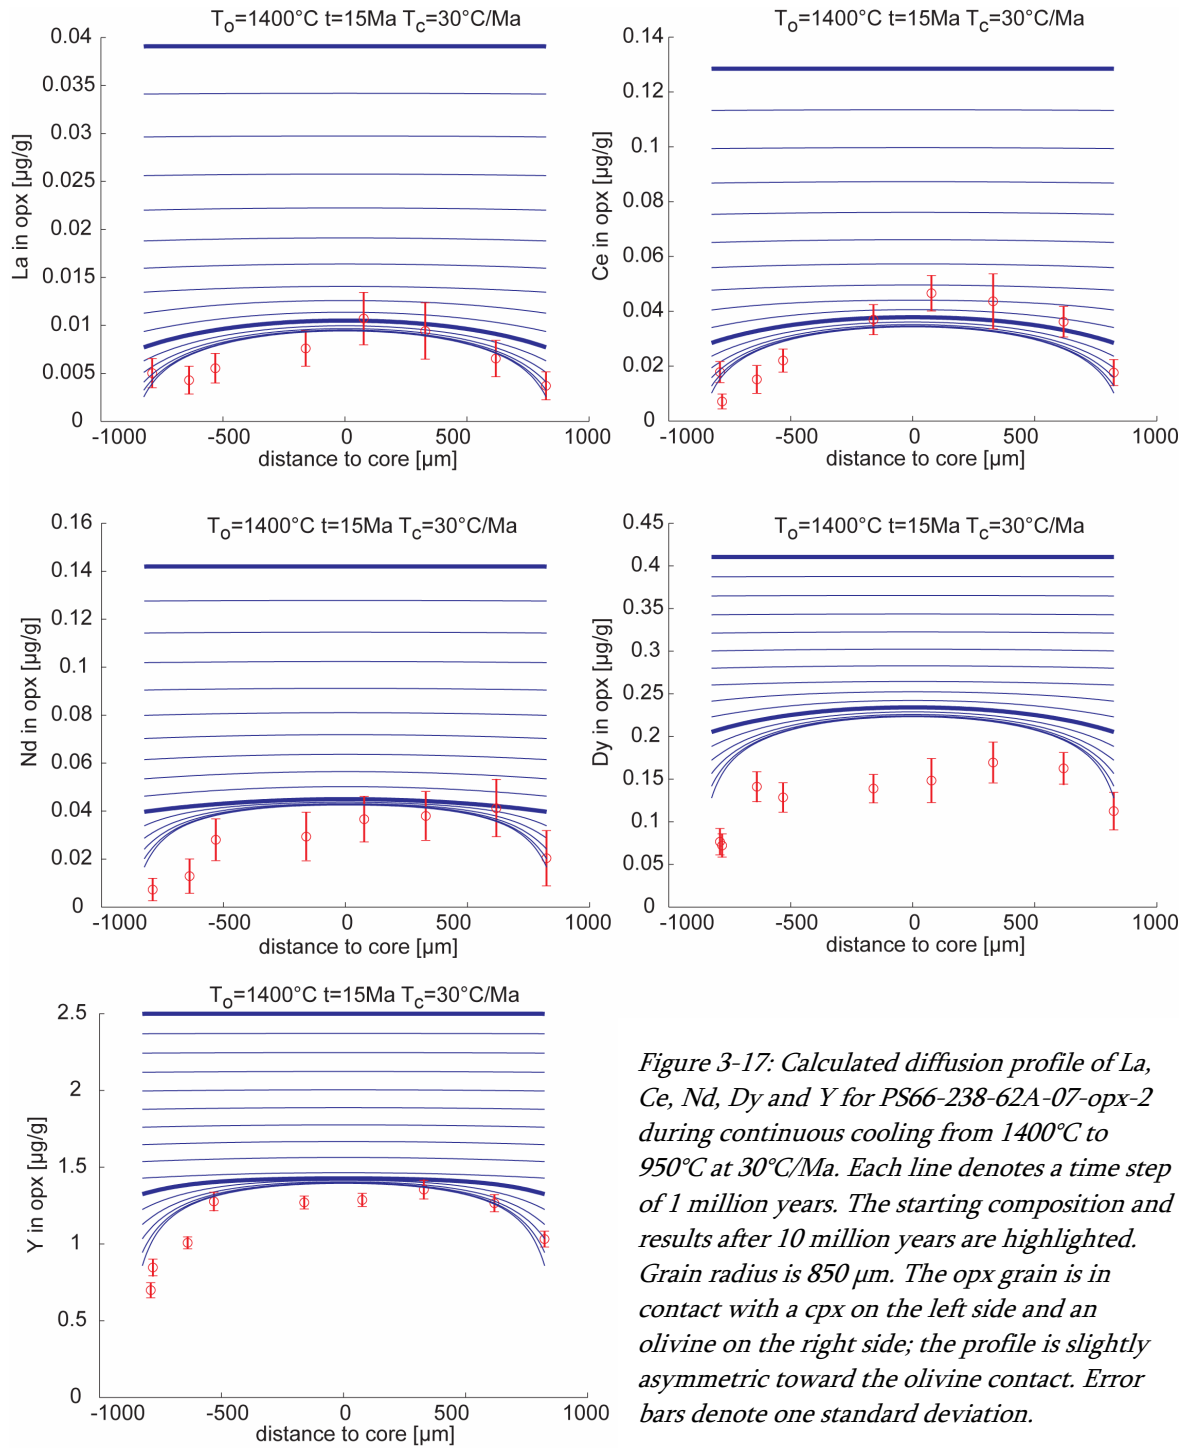 T₀=1400°C t=15Ma T_C=30°C/Ma
0.04
0.035
0.03
0.025
0.02
0.015
0.01
0.005
0
La in opx [µg/g]
-1000 -500 0 500 1000
distance to core [µm]
T₀=1400°C t=15Ma T_C=30°C/Ma
0.14
0.12
0.1
0.08
0.06
0.04
0.02
0
Ce in opx [µg/g]
-1000 -500 0 500 1000
distance to core [µm]
T₀=1400°C t=15Ma T_C=30°C/Ma
0.16
0.14
0.12
0.1
0.08
0.06
0.04
0.02
0
Nd in opx [µg/g]
-1000 -500 0 500 1000
distance to core [µm]
T₀=1400°C t=15Ma T_C=30°C/Ma
0.45
0.4
0.35
0.3
0.25
0.2
0.15
0.1
0.05
0
Dy in opx [µg/g]
-1000 -500 0 500 1000
distance to core [µm]
T₀=1400°C t=15Ma T_C=30°C/Ma
2.5
2
1.5
1
0.5
0
Y in opx [µg/g]
-1000 -500 0 500 1000
distance to core [µm]
Figure 3-17: Calculated diffusion profile of La,
Ce, Nd, Dy and Y for PS66-238-62A-07-opx-2
during continuous cooling from 1400°C to
950°C at 30°C/Ma. Each line denotes a time step
of 1 million years. The starting composition and
results after 10 million years are highlighted.
Grain radius is 850 µm. The opx grain is in
contact with a cpx on the left side and an
olivine on the right side; the profile is slightly
asymmetric toward the olivine contact. Error
bars denote one standard deviation.